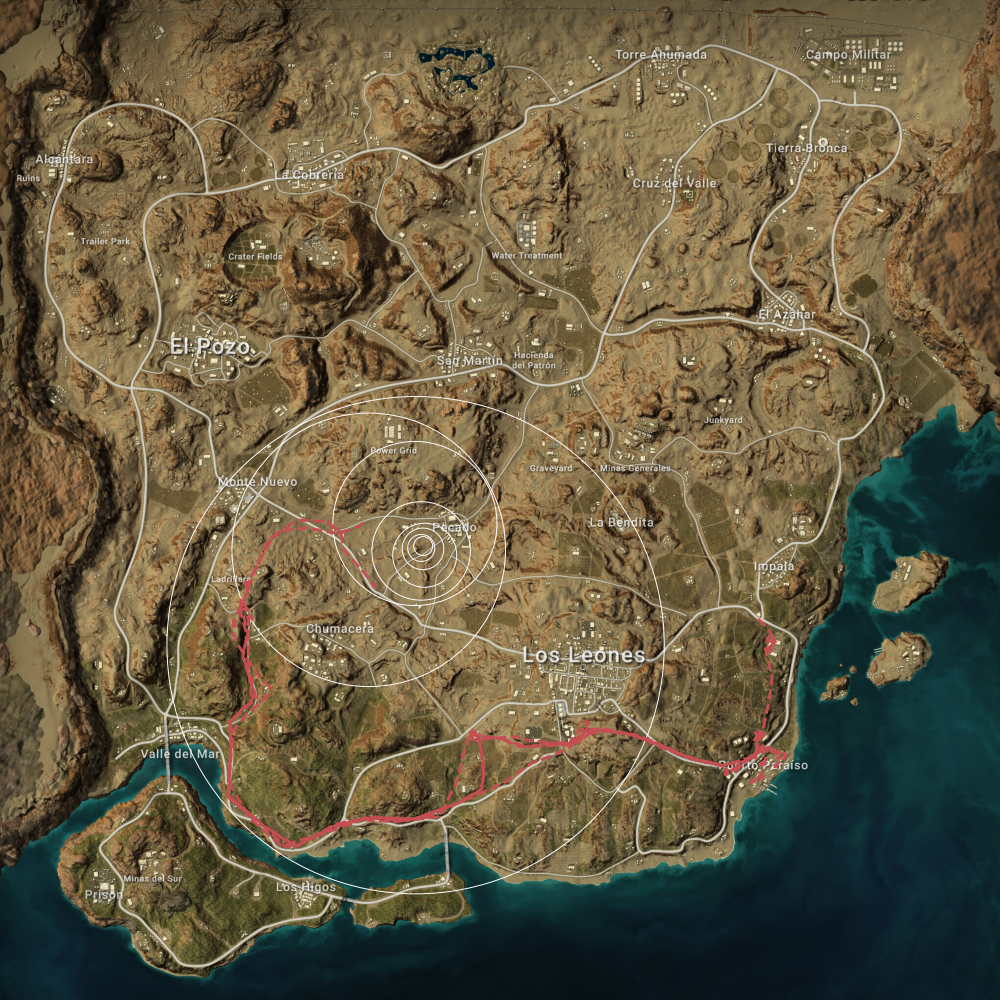 Torre Ahumada
Campo Militar
Tierra Bronca
Alcantara
Ruins
La Cobreria
Cruz del Valle
Trailer Park
Crater Fields
Water Treatment
El Azahar
El Pozo
San Martin
Hacienda
del Patrón
Junkyard
Power Grid
Graveyard
Minas Generales
Monte Nuevo
Pecado
La Bendita
Impala
Ladrillera
Chumacera
Los Leones
Valle del Mar
Puerto Paraiso
Minas del Sur
Prison
Los Higos